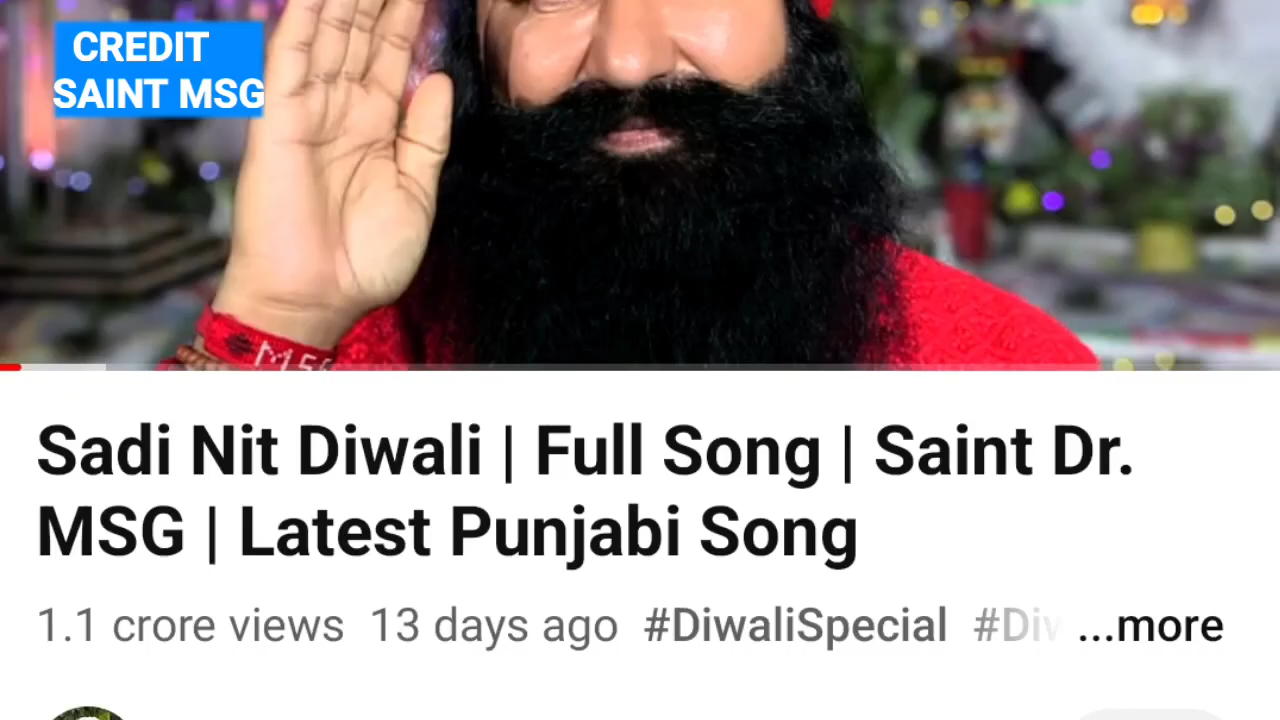 CREDIT
SAINT MSG
Sadi Nit Diwali | Full Song | Saint Dr.
MSG | Latest Punjabi Song
1.1 crore views 13 days ago #DiwaliSpecial ...more